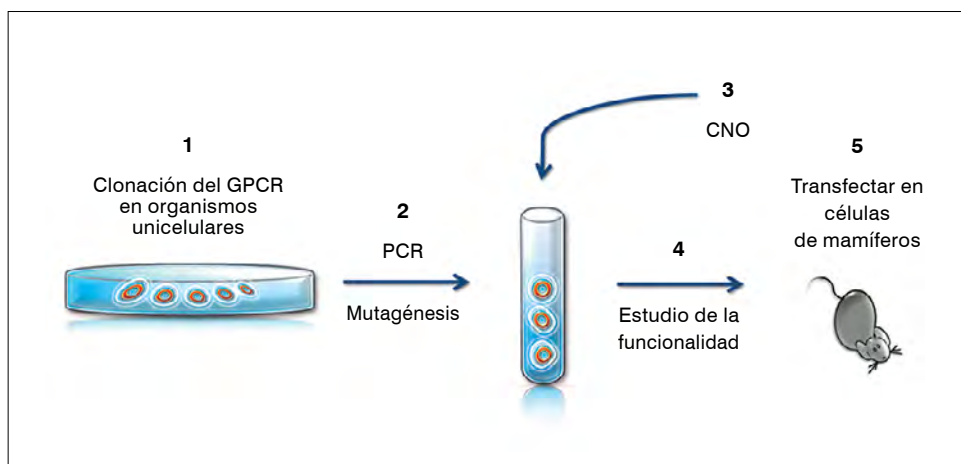 1
Clonación del GPCR
en organismos
unicelulares
2
PCR
Mutagénesis
3
CNO
4
Estudio de la
funcionalidad
5
Transfectar en
células
de mamíferos